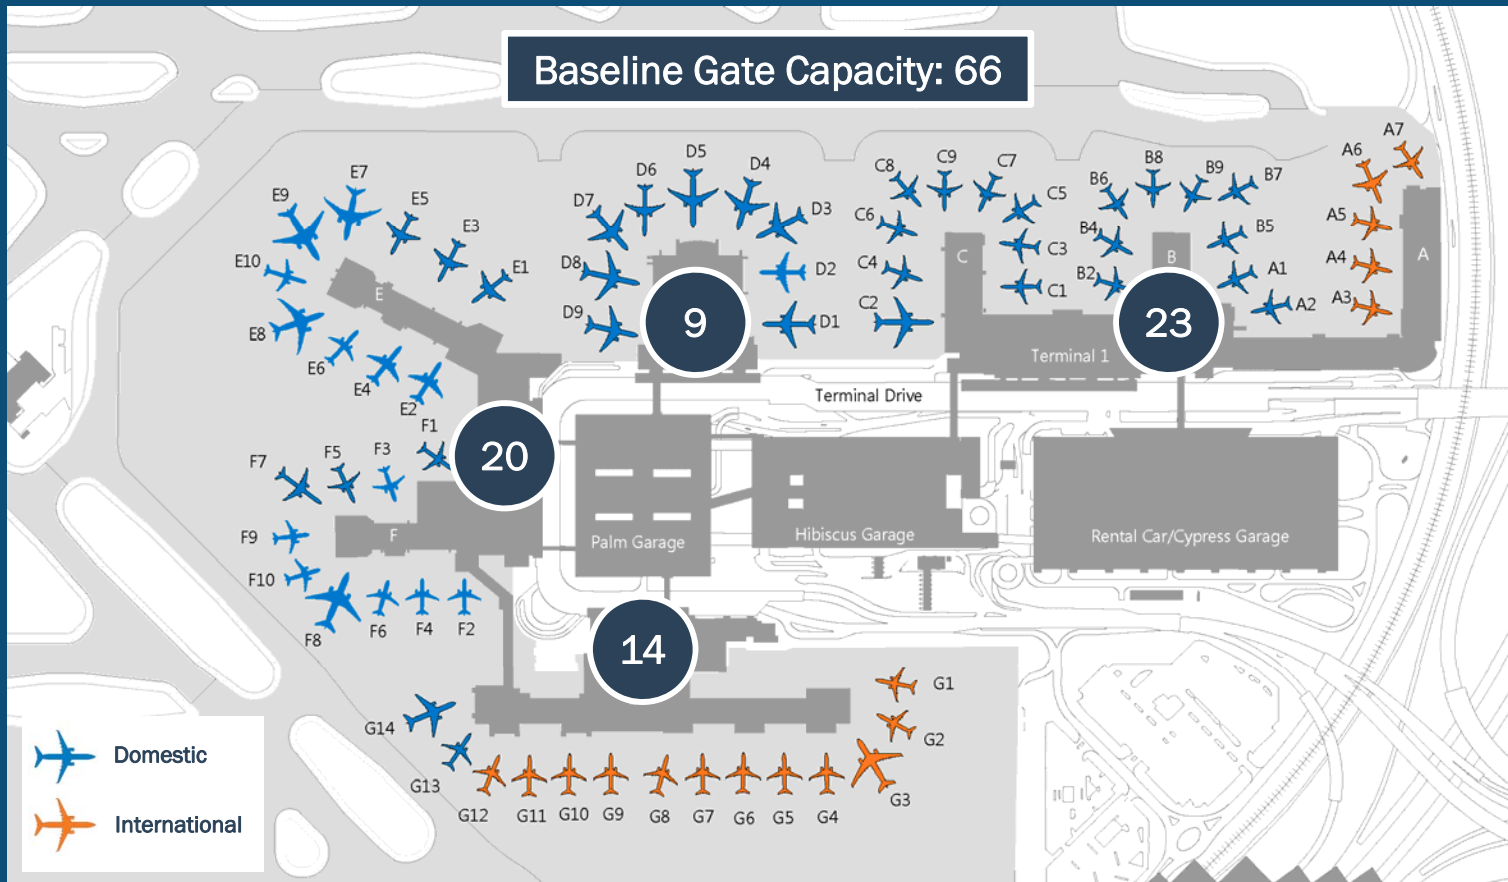 Baseline Gate Capacity: 66
A7
A6
A5
A4
A3
A
C8
C9
C7
C5
C6
C3
C4
C1
C2
C
B6
B8
B9
B7
B4
B5
B2
B
A1
A2
23
Terminal 1
D5
D6
D4
D7
D3
D8
D2
D9
D1
9
E7
E9
E5
E3
E10
E1
E
E8
E6
E4
E2
Terminal Drive
F1
F3
F5
F7
20
F9
F
F10
F8
F6
F4
F2
Palm Garage
Hibiscus Garage
Rental Car/Cypress Garage
14
G1
G2
G3
G14
G13
G12
G11
G10
G9
G8
G7
G6
G5
G4
Domestic
International